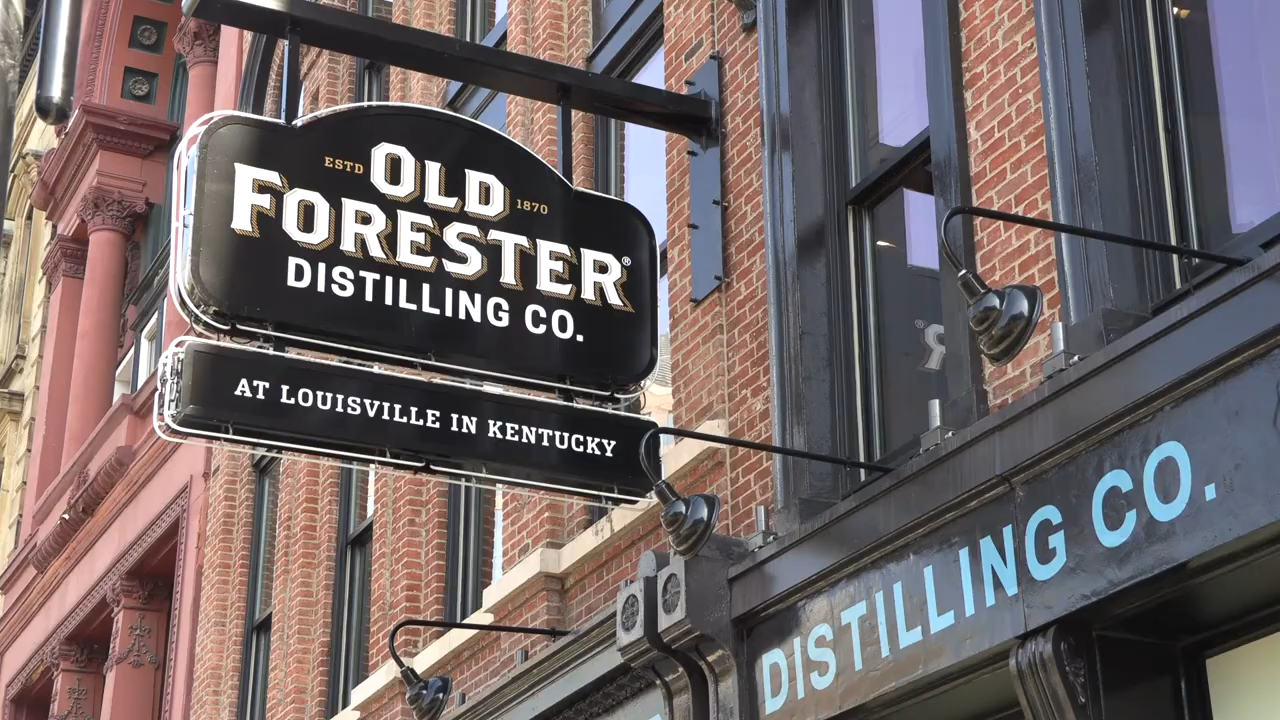 ESTD OLD 1870
FORESTER®
DISTILLING CO.
AT LOUISVILLE IN KENTUCKY
DISTILLING CO.